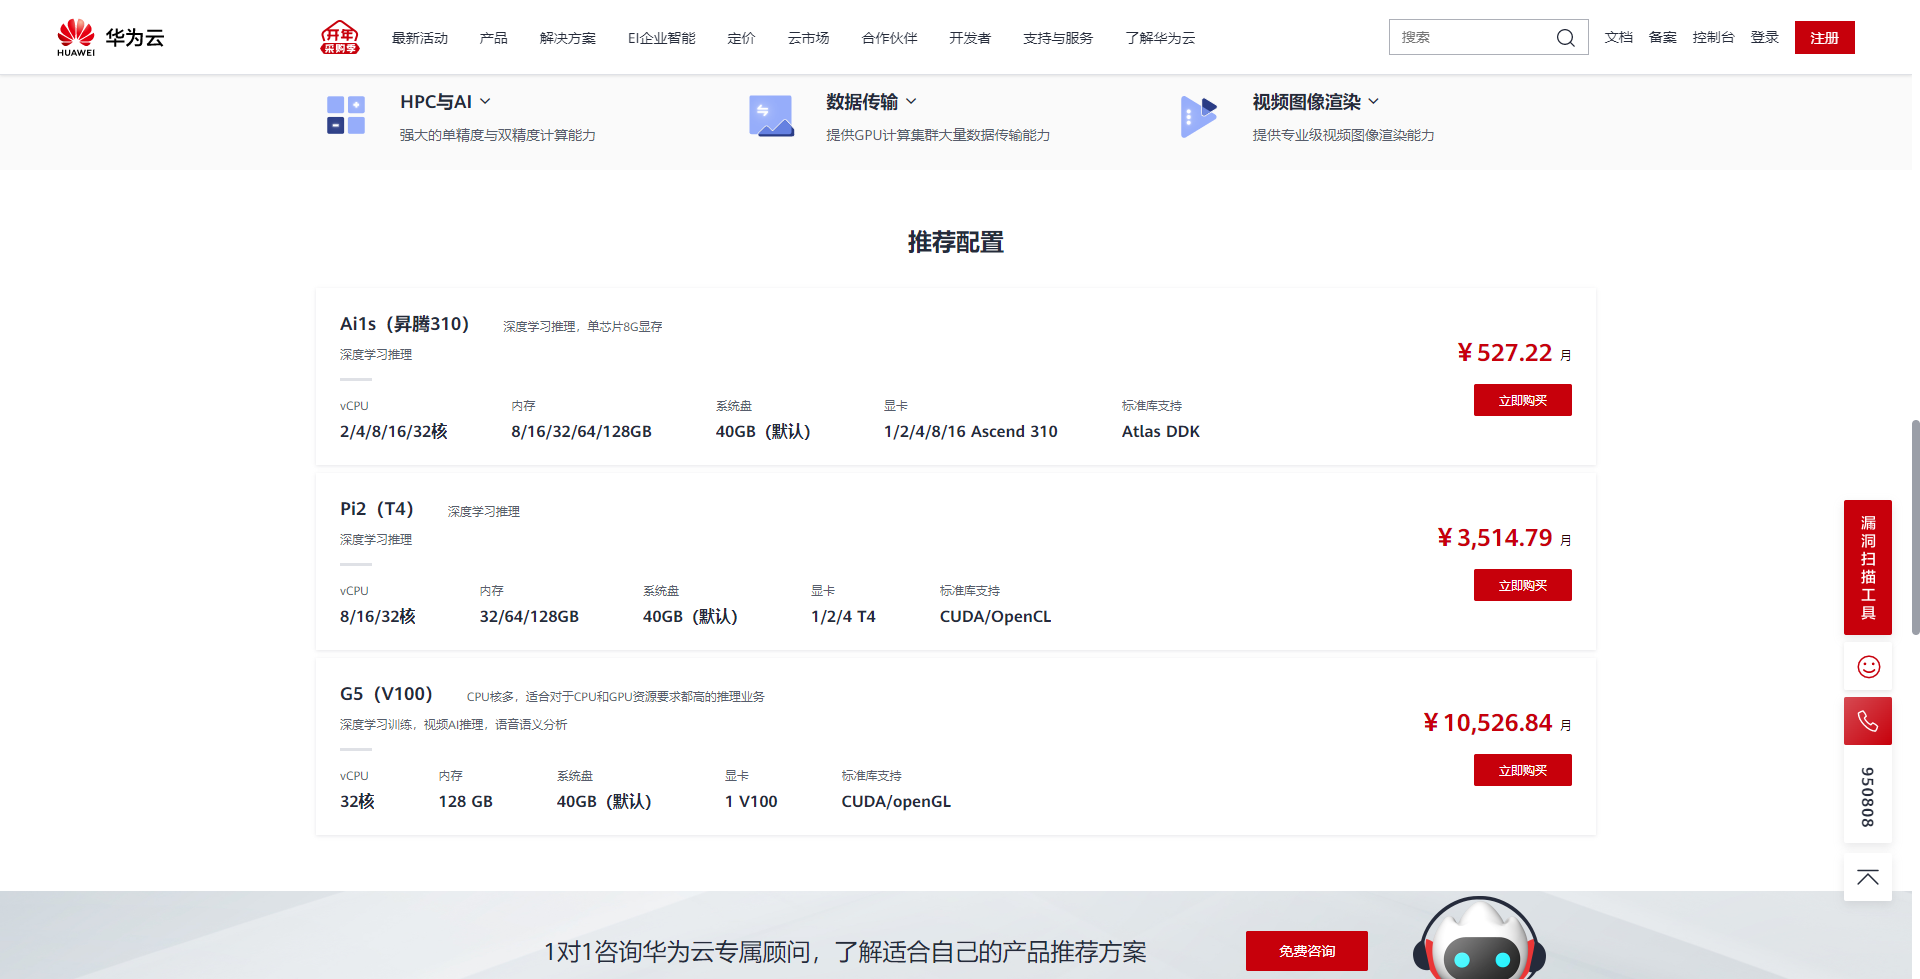 HUAWEI 华为云
开年
采购季
最新活动 产品 解决方案 EI企业智能 定价 云市场 合作伙伴 开发者 支持与服务 了解华为云
搜索
文档 备案 控制台 登录 注册
HPC与AI
强大的单精度与双精度计算能力
数据传输
提供GPU计算集群大量数据传输能力
视频图像渲染
提供专业级视频图像渲染能力
推荐配置
Ai1s（昇腾310） 深度学习推理，单芯片8G显存
深度学习推理
¥ 527.22 月
立即购买
vCPU 内存 系统盘 显卡 标准库支持
2/4/8/16/32核 8/16/32/64/128GB 40GB（默认） 1/2/4/8/16 Ascend 310 Atlas DDK
Pi2（T4） 深度学习推理
深度学习推理
¥ 3,514.79 月
立即购买
vCPU 内存 系统盘 显卡 标准库支持
8/16/32核 32/64/128GB 40GB（默认） 1/2/4 T4 CUDA/OpenCL
G5（V100） CPU核多，适合对于CPU和GPU资源要求都高的推理业务
深度学习训练，视频AI推理，语音语义分析
¥ 10,526.84 月
立即购买
vCPU 内存 系统盘 显卡 标准库支持
32核 128 GB 40GB（默认） 1 V100 CUDA/openGL
漏洞扫描工具
950808
1对1咨询华为云专属顾问，了解适合自己的产品推荐方案
免费咨询